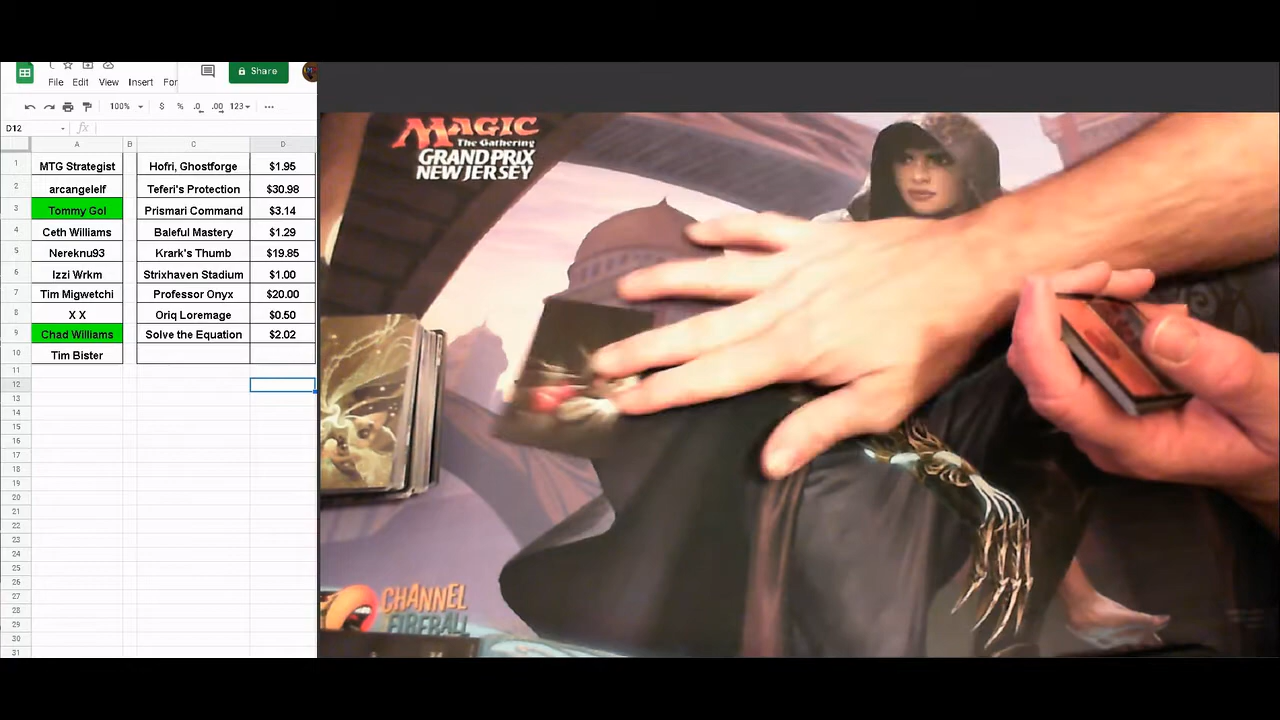 File Edit View Insert For
Share
100% $ % .0 .00 123
D12 fx
A B C D
1 MTG Strategist Hofri, Ghostforge $1.95
2 arcangelelf Teferi's Protection $30.98
3 Tommy Gol Prismari Command $3.14
4 Ceth Williams Baleful Mastery $1.29
5 Nereknu93 Krark's Thumb $19.85
6 Izzi Wrkm Strixhaven Stadium $1.00
7 Tim Migwetchi Professor Onyx $20.00
8 X X Oriq Loremage $0.50
9 Chad Williams Solve the Equation $2.02
10 Tim Bister
11
12
13
14
15
16
17
18
19
20
21
22
23
24
25
26
27
28
29
30
31
MAGIC
The Gathering
GRAND PRIX
NEW JERSEY
CHANNEL
FIREBALL